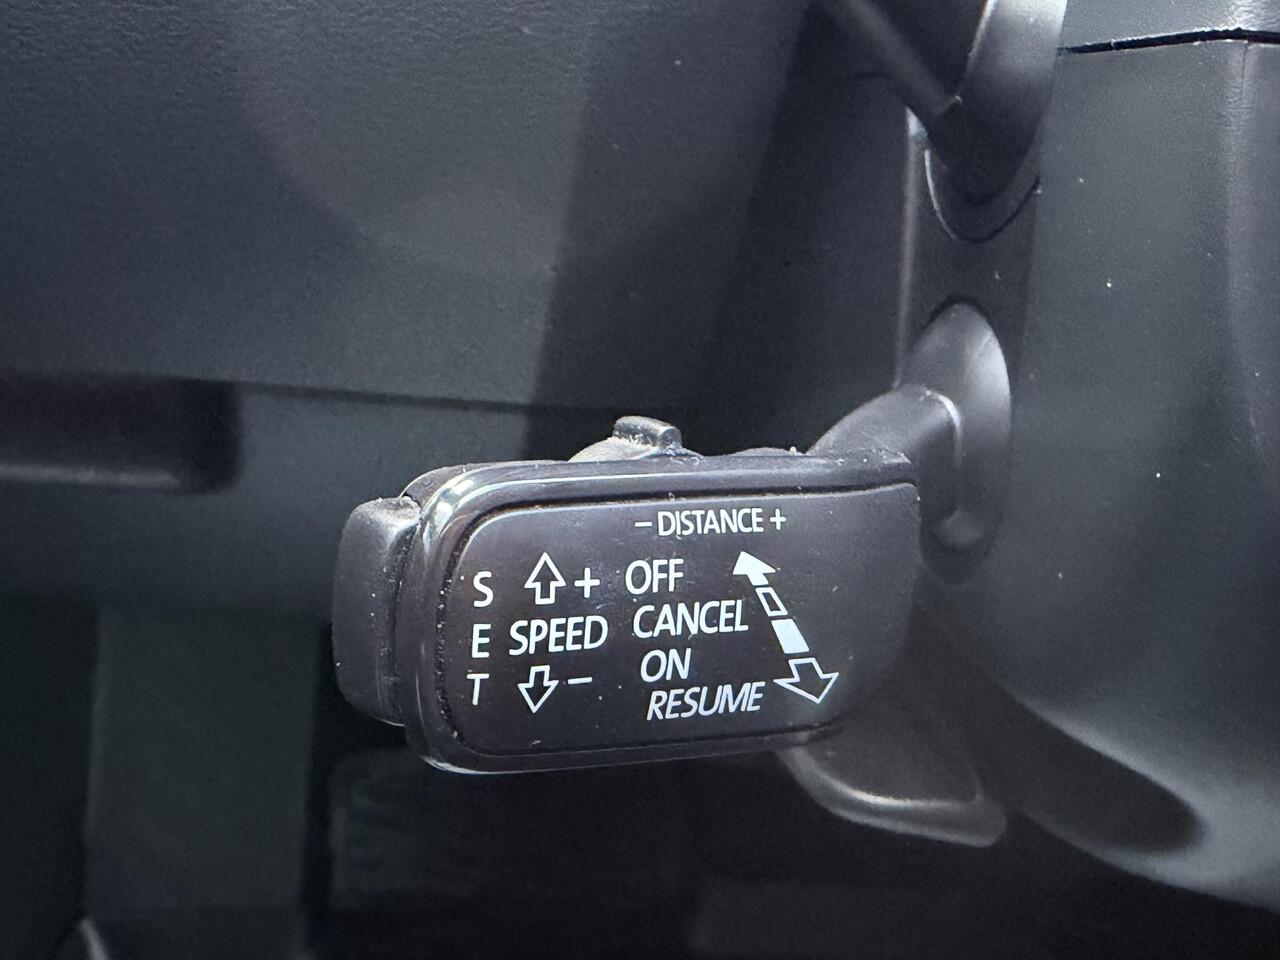 − DISTANCE +
S + OFF
CANCEL
E SPEED
ON
T −
RESUME